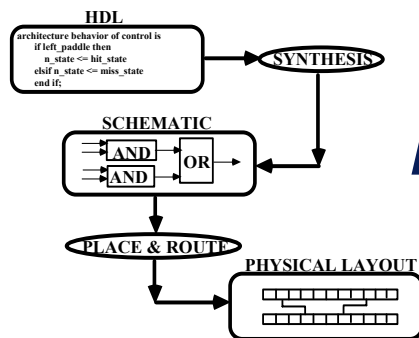 HDL
architecture behavior of control is
if left_paddle then
n_state <= hit_state
elsif n_state <= miss_state
end if;
SYNTHESIS
SCHEMATIC
AND
OR
AND
PLACE & ROUTE
PHYSICAL LAYOUT